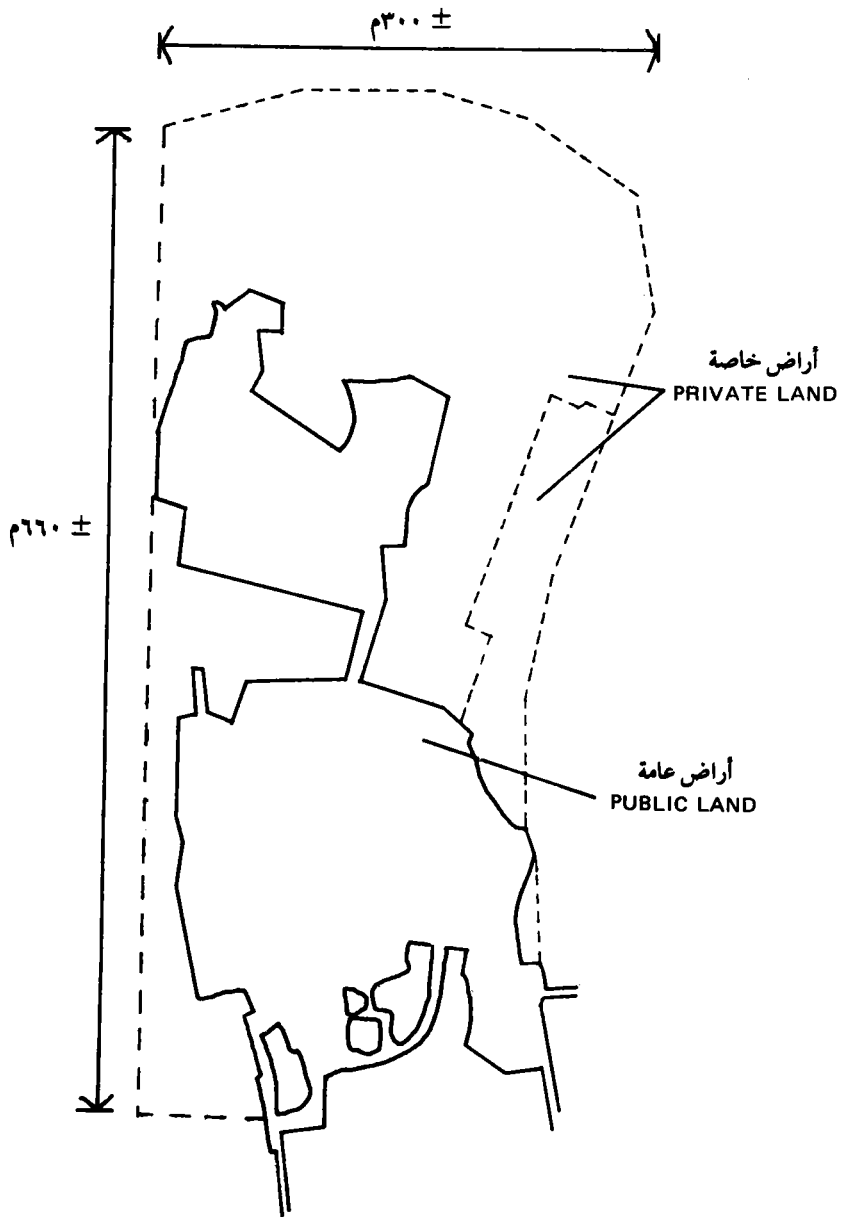 ± ٣٠٠م
أراض خاصة
PRIVATE LAND
± ٦٦٠م
أراض عامة
PUBLIC LAND